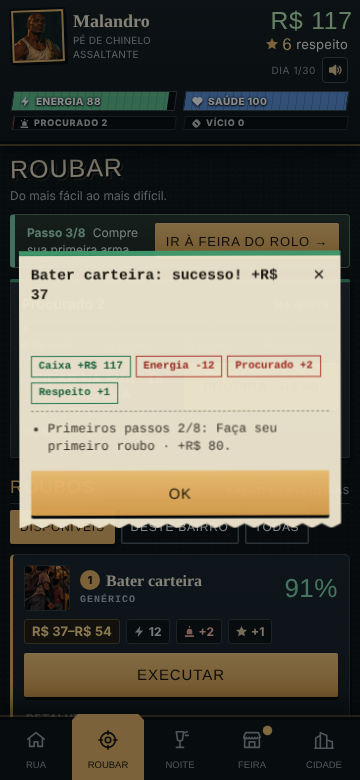 Malandro
PÉ DE CHINELO
ASSALTANTE
R$ 117
6 respeito
DIA 1/30
ENERGIA 88
SAÚDE 100
PROCURADO 2
VÍCIO 0
ROUBAR
Do mais fácil ao mais difícil.
Passo 3/8 Compre
sua primeira arma
IR À FEIRA DO ROLO →
Bater carteira: sucesso! +R$
37
×
Caixa +R$ 117
Energia -12
Procurado +2
Respeito +1
• Primeiros passos 2/8: Faça seu
primeiro roubo · +R$ 80.
OK
DISPONÍVEIS
DESTE BAIRRO
TODAS
1 Bater carteira
GENÉRICO
91%
R$ 37–R$ 54
12
+2
+1
EXECUTAR
RUA
ROUBAR
NOITE
FEIRA
CIDADE